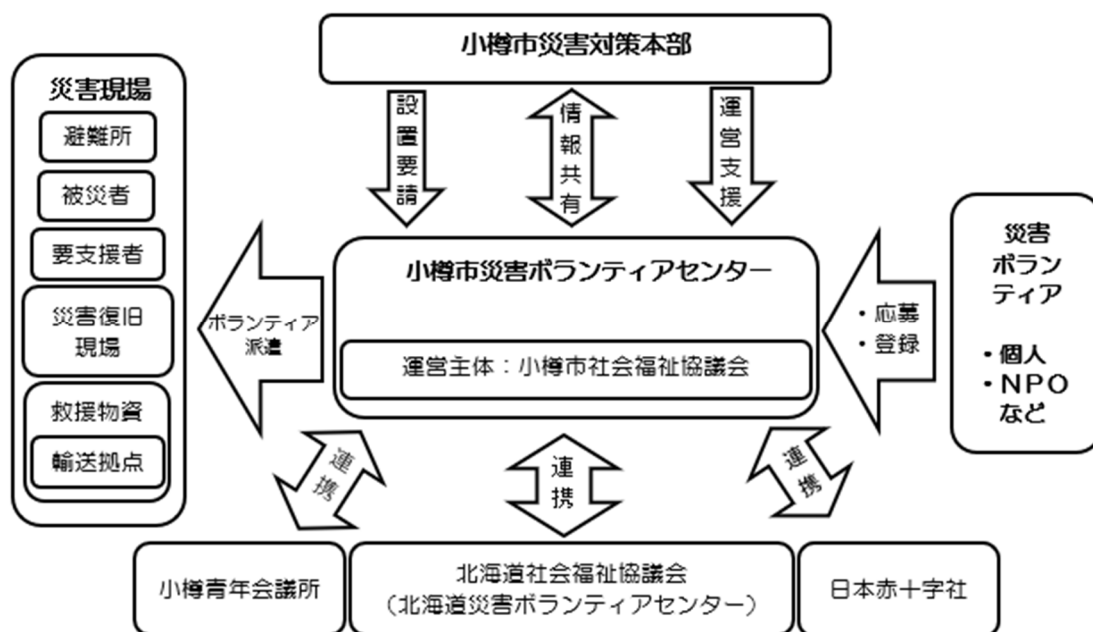 小樽市災害対策本部
災害現場
避難所
被災者
要支援者
災害復旧
現場
救援物資
輸送拠点
設置要請
情報共有
運営支援
小樽市災害ボランティアセンター
運営主体：小樽市社会福祉協議会
ボランティア
派遣
・応募
・登録
災害
ボラン
ティア
・個人
・NPO
など
連携
連携
連携
小樽青年会議所
北海道社会福祉協議会
（北海道災害ボランティアセンター）
日本赤十字社